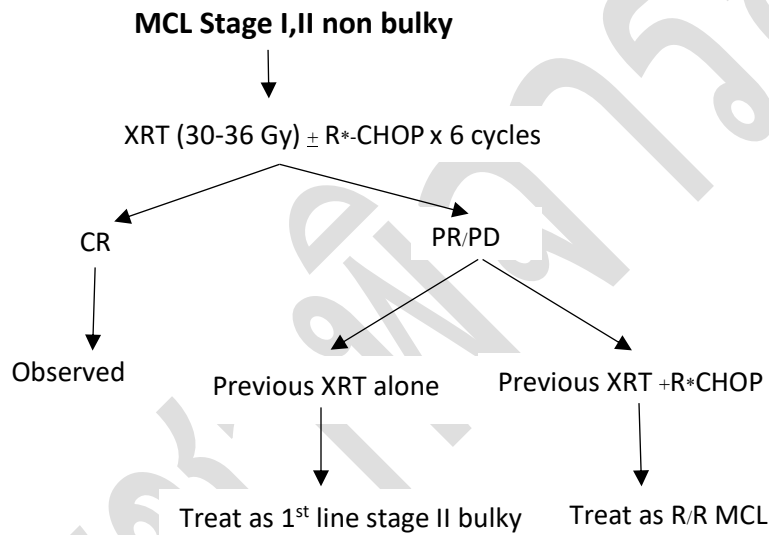 MCL Stage I,II non bulky
XRT (30-36 Gy) ± R*-CHOP x 6 cycles
CR
PR/PD
Observed
Previous XRT alone
Previous XRT +R*CHOP
Treat as 1st line stage II bulky
Treat as R/R MCL